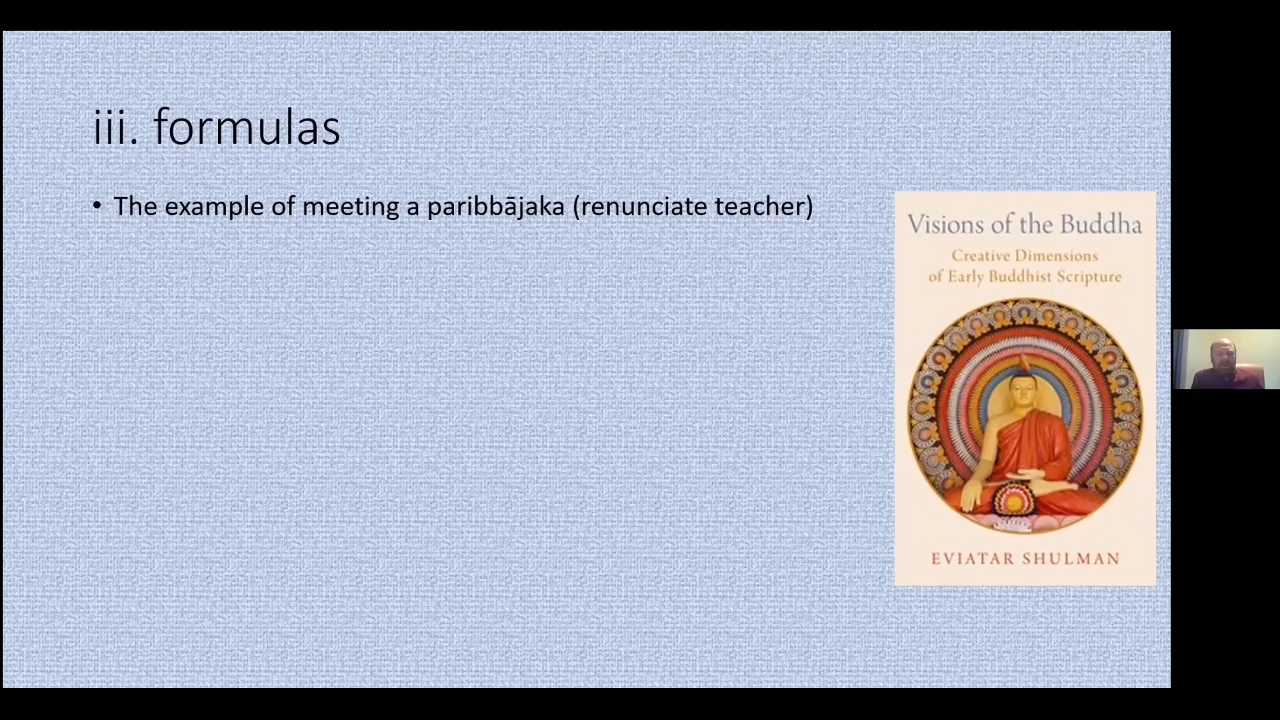 iii. formulas
• The example of meeting a paribbājaka (renunciate teacher)
Visions of the Buddha
Creative Dimensions
of Early Buddhist Scripture
EVIATAR SHULMAN